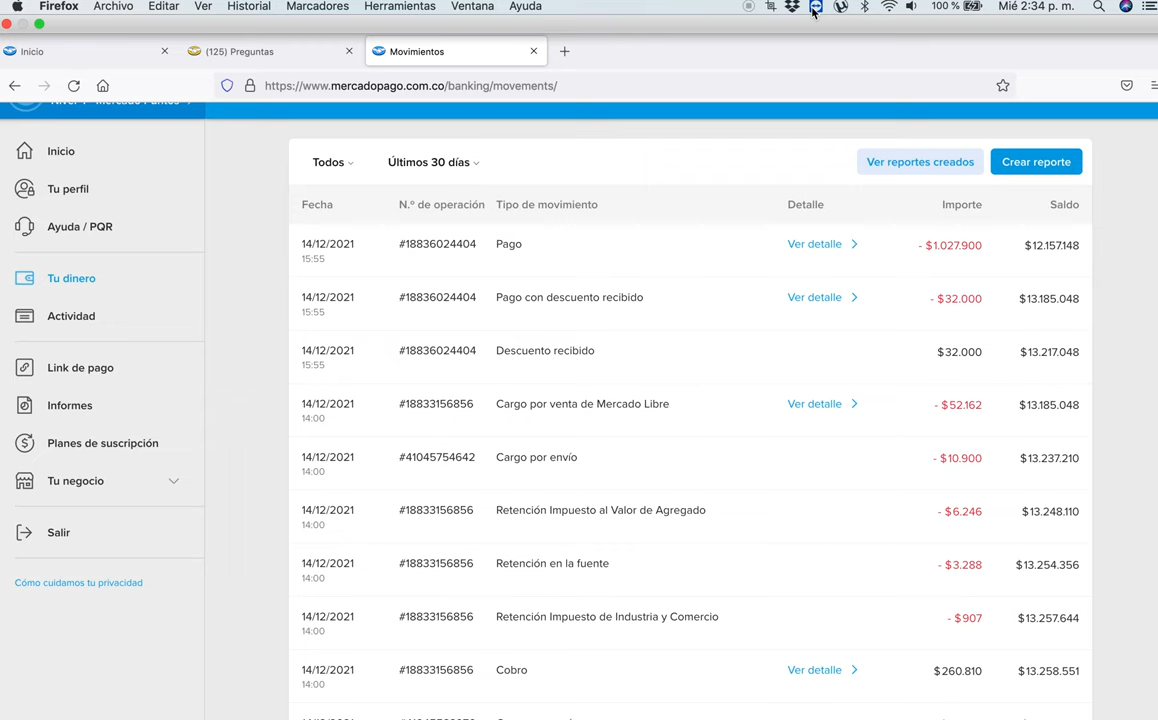 Firefox Archivo Editar Ver Historial Marcadores Herramientas Ventana Ayuda 100 % Mié 2:34 p. m.
Inicio (125) Preguntas Movimientos
https://www.mercadopago.com.co/banking/movements/
Nivel 7 - Mercado Puntos
Inicio
Tu perfil
Ayuda / PQR
Tu dinero
Actividad
Link de pago
Informes
Planes de suscripción
Tu negocio
Salir
Cómo cuidamos tu privacidad
Todos Últimos 30 días Ver reportes creados Crear reporte
Fecha N.º de operación Tipo de movimiento Detalle Importe Saldo
14/12/2021 #18836024404 Pago Ver detalle - $1.027.900 $12.157.148
15:55
14/12/2021 #18836024404 Pago con descuento recibido Ver detalle - $32.000 $13.185.048
15:55
14/12/2021 #18836024404 Descuento recibido $32.000 $13.217.048
15:55
14/12/2021 #18833156856 Cargo por venta de Mercado Libre Ver detalle - $52.162 $13.185.048
14:00
14/12/2021 #41045754642 Cargo por envío - $10.900 $13.237.210
14:00
14/12/2021 #18833156856 Retención Impuesto al Valor de Agregado - $6.246 $13.248.110
14:00
14/12/2021 #18833156856 Retención en la fuente - $3.288 $13.254.356
14:00
14/12/2021 #18833156856 Retención Impuesto de Industria y Comercio - $907 $13.257.644
14:00
14/12/2021 #18833156856 Cobro Ver detalle $260.810 $13.258.551
14:00